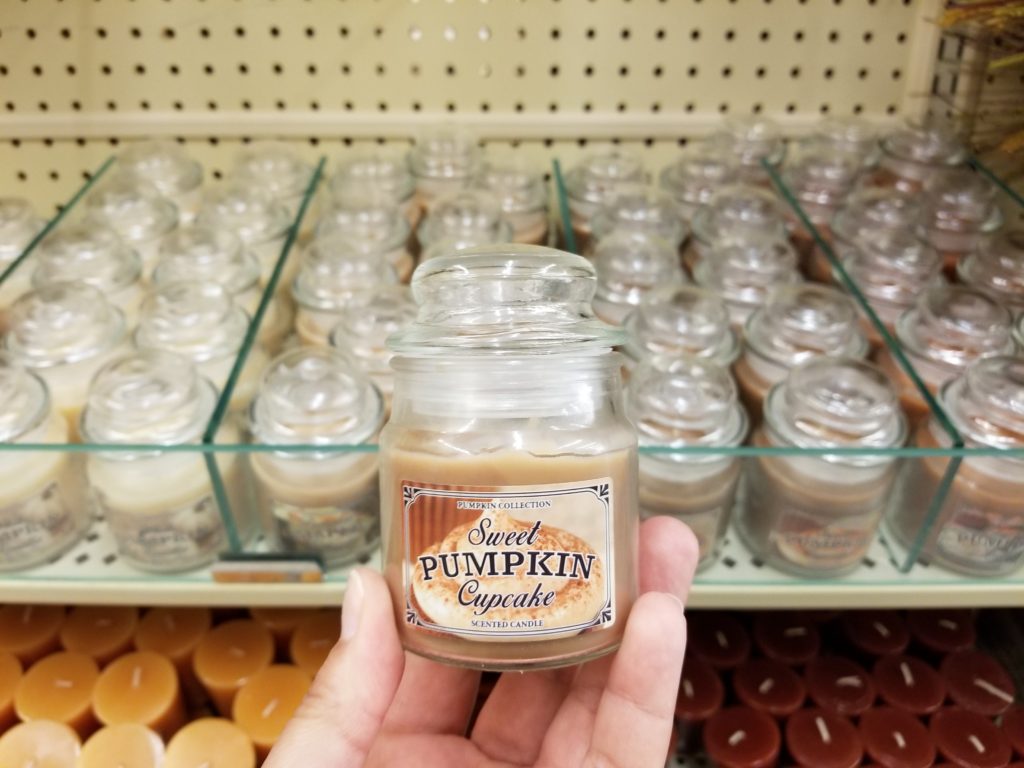 PUMPKIN COLLECTION
Sweet
PUMPKIN
Cupcake
SCENTED CANDLE